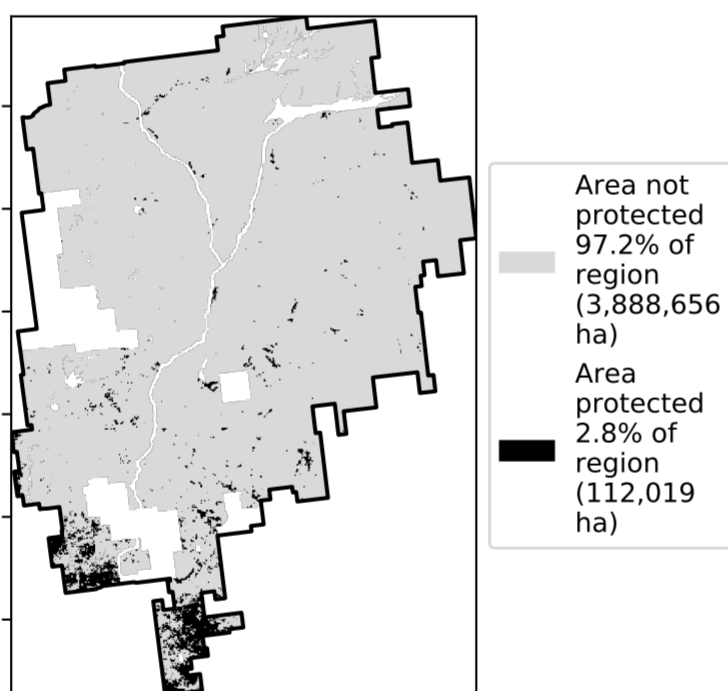 Area not
protected
97.2% of
region
(3,888,656
ha)
Area
protected
2.8% of
region
(112,019
ha)